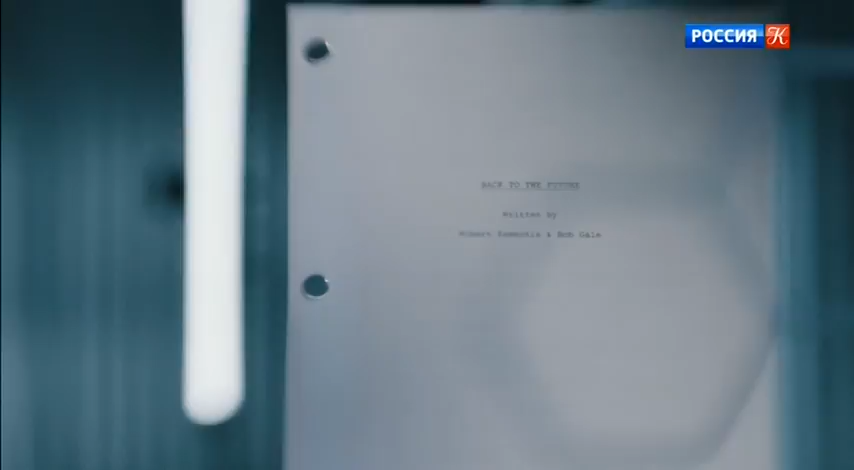 РОССИЯ К
BACK TO THE FUTURE
Written by
Robert Zemeckis & Bob Gale